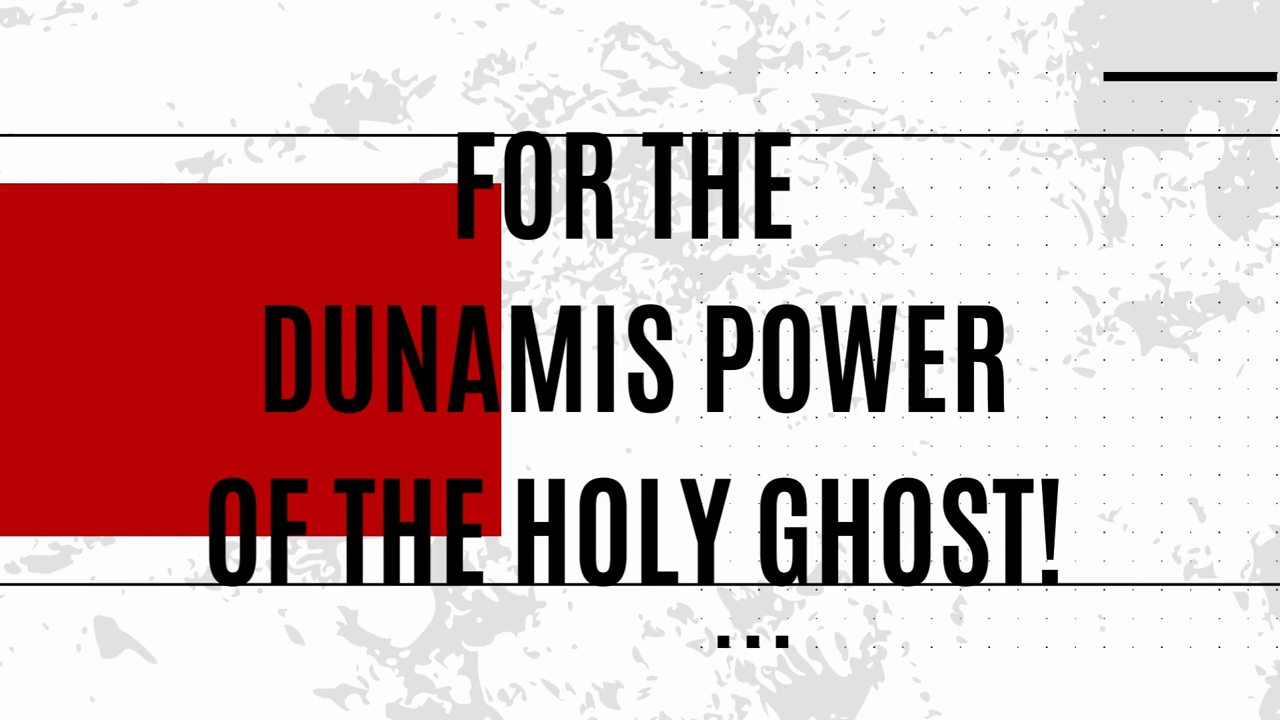 FOR THE
DUNAMIS POWER
OF THE HOLY GHOST!
...